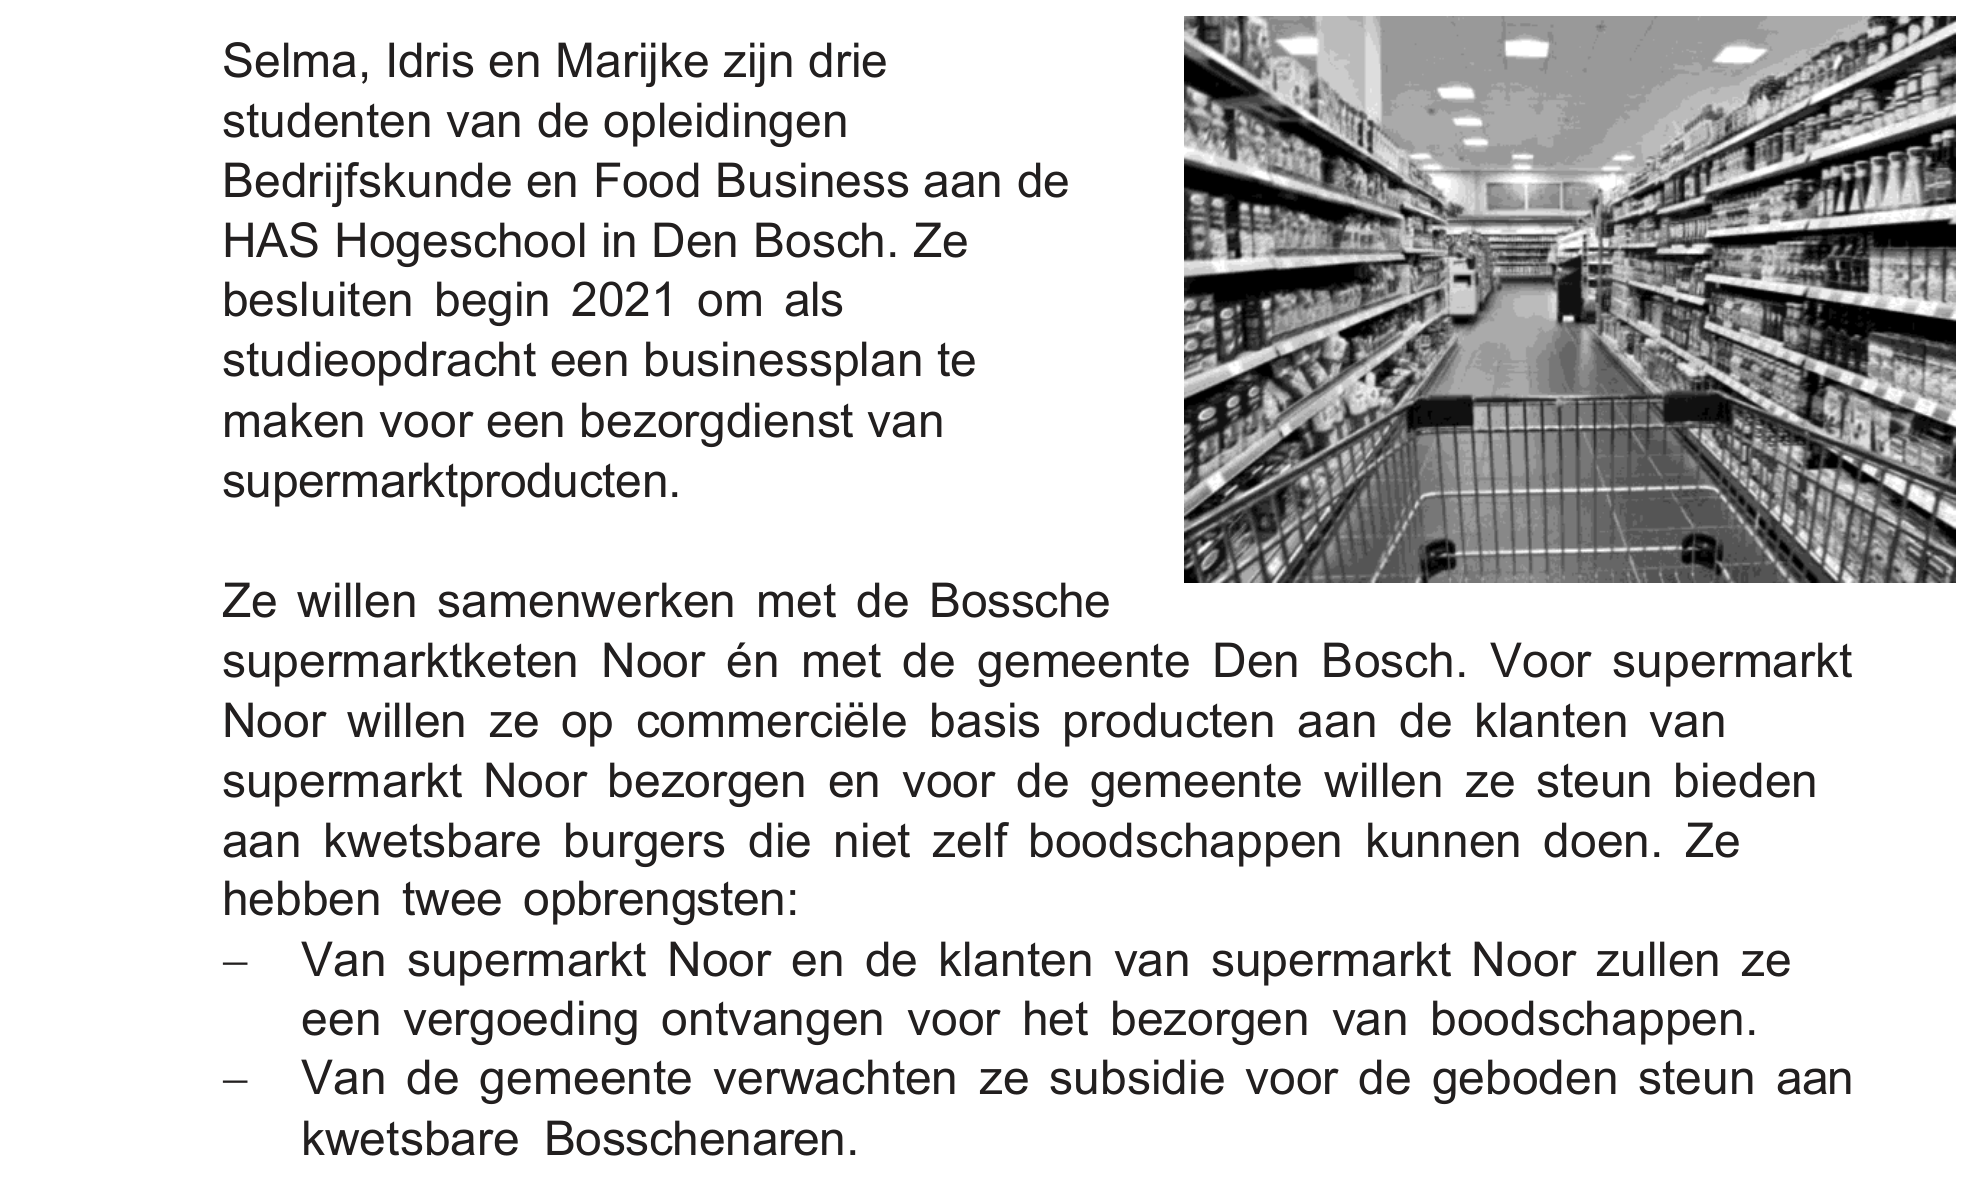 Selma, Idris en Marijke zijn drie
studenten van de opleidingen
Bedrijfskunde en Food Business aan de
HAS Hogeschool in Den Bosch. Ze
besluiten begin 2021 om als
studieopdracht een businessplan te
maken voor een bezorgdienst van
supermarktproducten.
Ze willen samenwerken met de Bossche
supermarktketen Noor én met de gemeente Den Bosch. Voor supermarkt
Noor willen ze op commerciële basis producten aan de klanten van
supermarkt Noor bezorgen en voor de gemeente willen ze steun bieden
aan kwetsbare burgers die niet zelf boodschappen kunnen doen. Ze
hebben twee opbrengsten:
– Van supermarkt Noor en de klanten van supermarkt Noor zullen ze
een vergoeding ontvangen voor het bezorgen van boodschappen.
– Van de gemeente verwachten ze subsidie voor de geboden steun aan
kwetsbare Bosschenaren.